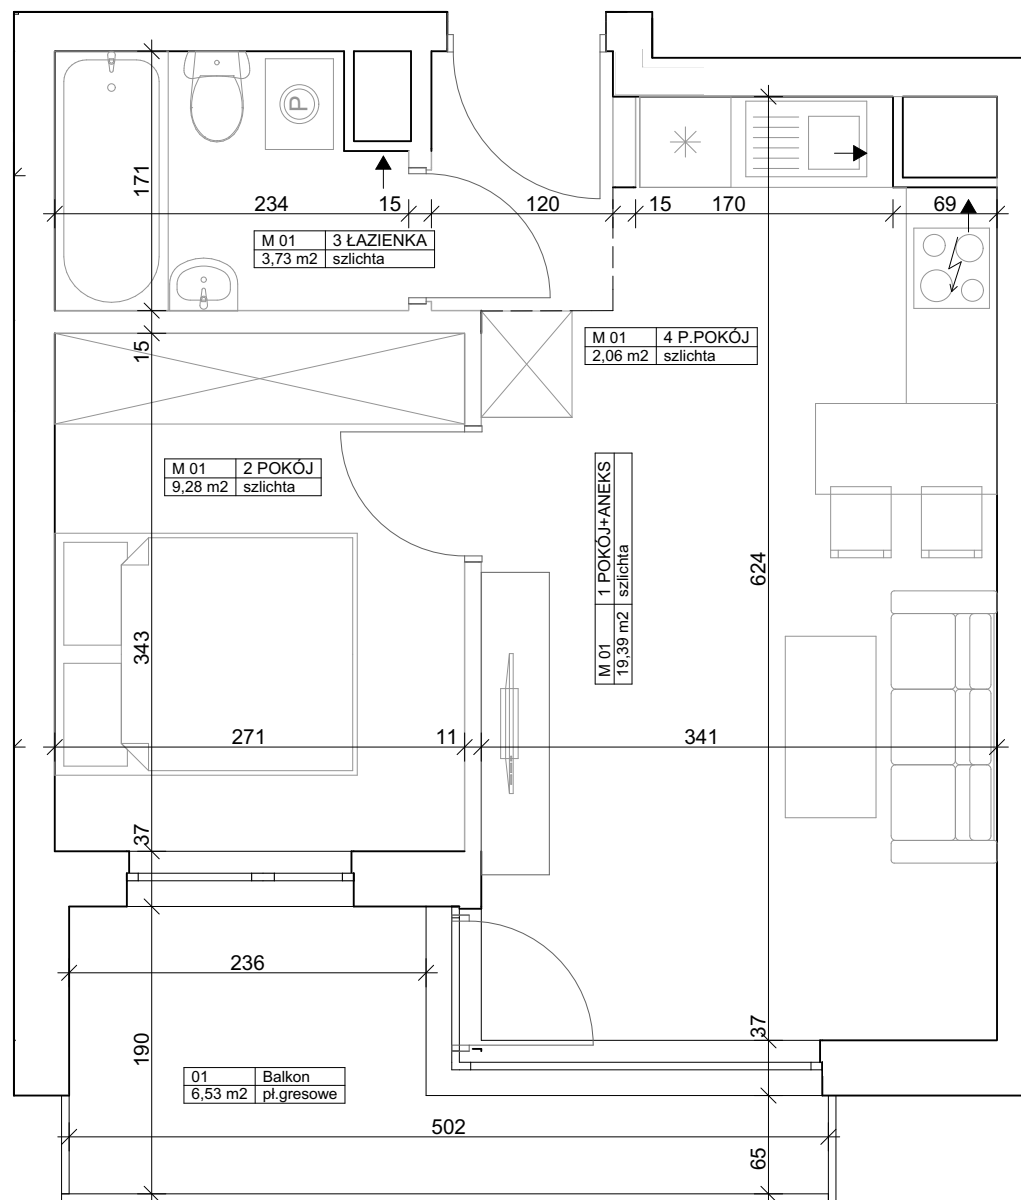 P
171
234
15
120
15
170
69
M 01 3 ŁAZIENKA
3,73 m2 szlichta
15
M 01 4 P.POKÓJ
2,06 m2 szlichta
M 01 2 POKÓJ
9,28 m2 szlichta
M 01 1 POKÓJ+ANEKS
19,39 m2 szlichta
624
343
271
11
341
37
236
37
190
01 Balkon
6,53 m2 pł.gresowe
502
65